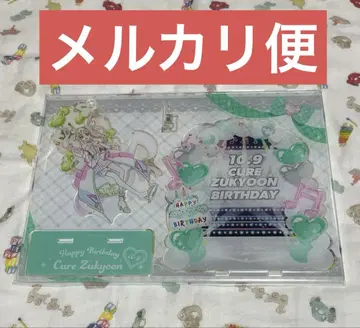 メルカリ便
10.9
CURE
ZUKYOON
BIRTHDAY
HAPPY
BIRTHDAY
Happy Birthday
Cure Zukyoon